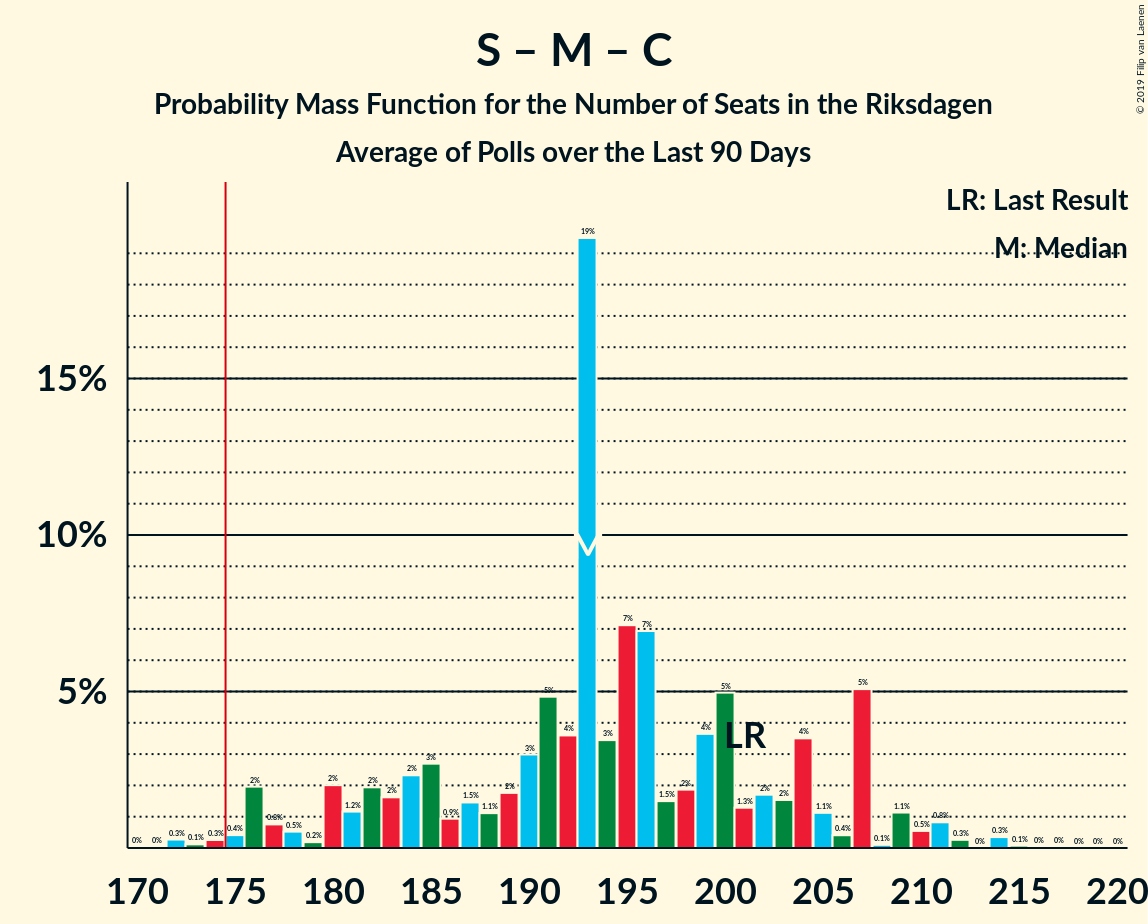 S – M – C
Probability Mass Function for the Number of Seats in the Riksdagen
Average of Polls over the Last 90 Days
© 2019 Filip van Laenen
LR: Last Result
M: Median
15%
10%
5%
0% 0% 0.3% 0.1% 0.3% 0.4% 2% 0.8% 0.5% 0.2% 2% 1.2% 2% 2% 2% 3% 0.9% 1.5% 1.1% 2% 3% 5% 4% 19% 3% 7% 7% 1.5% 2% 4% 5% 1.3% 2% 2% 4% 1.1% 0.4% 5% 0.1% 1.1% 0.5% 0.8% 0.3% 0% 0.3% 0.1% 0% 0% 0% 0% 0%
LR
170 175 180 185 190 195 200 205 210 215 220